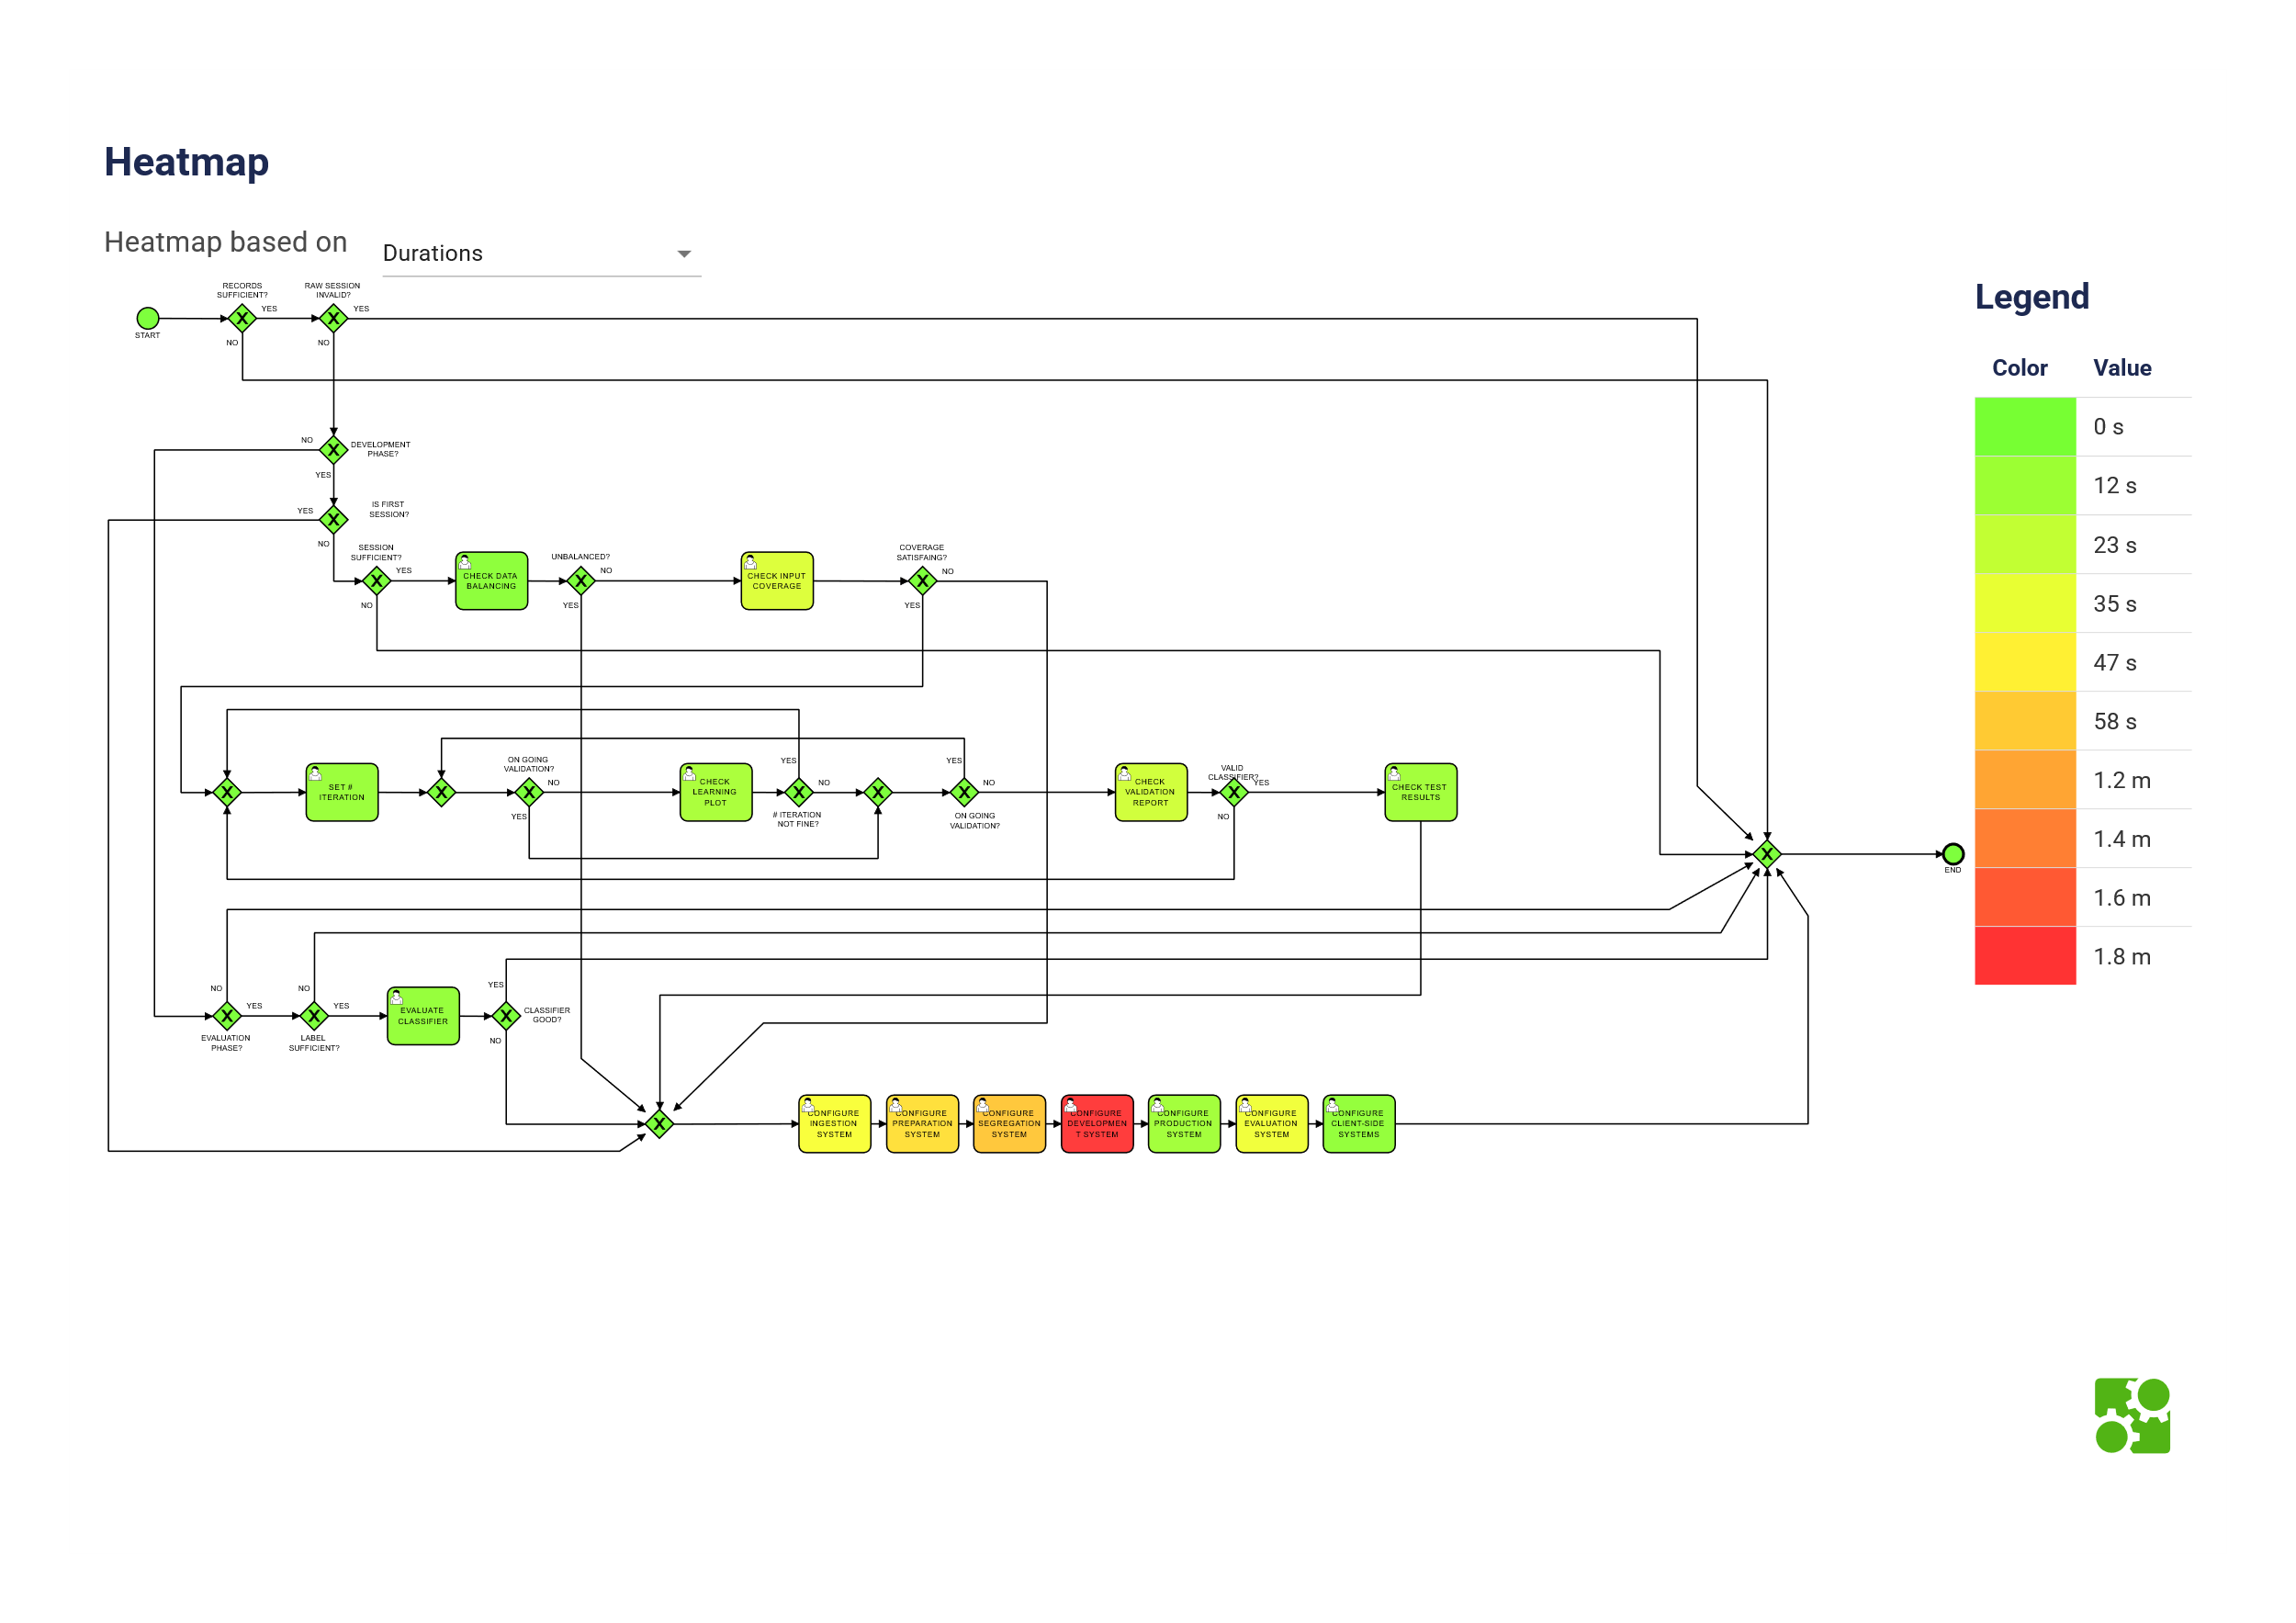 Heatmap
Heatmap based on
Durations
RECORDS
SUFFICIENT?
RAW SESSION
INVALID?
YES
YES
START
NO
NO
Legend
Color
Value
0 s
12 s
23 s
35 s
47 s
58 s
1.2 m
1.4 m
1.6 m
1.8 m
NO
DEVELOPMENT
PHASE?
YES
YES
IS FIRST
SESSION?
NO
SESSION
SUFFICIENT?
YES
NO
CHECK DATA
BALANCING
UNBALANCED?
NO
YES
CHECK INPUT
COVERAGE
COVERAGE
SATISFAING?
NO
YES
SET #
ITERATION
ON GOING
VALIDATION?
NO
YES
CHECK
LEARNING
PLOT
YES
NO
# ITERATION
NOT FINE?
YES
NO
ON GOING
VALIDATION?
CHECK
VALIDATION
REPORT
VALID
CLASSIFIER?
YES
NO
CHECK TEST
RESULTS
END
NO
YES
EVALUATION
PHASE?
NO
YES
LABEL
SUFFICIENT?
EVALUATE
CLASSIFIER
YES
CLASSIFIER
GOOD?
NO
CONFIGURE
INGESTION
SYSTEM
CONFIGURE
PREPARATION
SYSTEM
CONFIGURE
SEGREGATION
SYSTEM
CONFIGURE
DEVELOPMEN
T SYSTEM
CONFIGURE
PRODUCTION
SYSTEM
CONFIGURE
EVALUATION
SYSTEM
CONFIGURE
CLIENT-SIDE
SYSTEMS